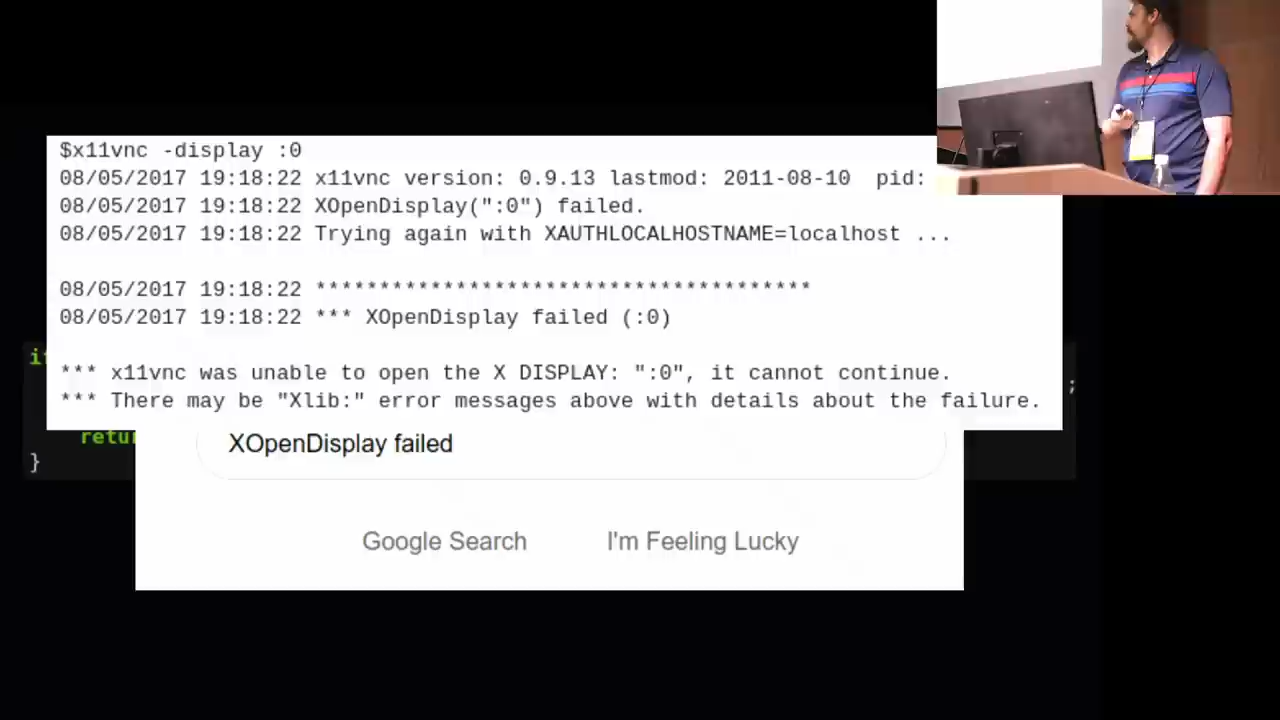 $x11vnc -display :0
08/05/2017 19:18:22 x11vnc version: 0.9.13 lastmod: 2011-08-10  pid:
08/05/2017 19:18:22 XOpenDisplay(":0") failed.
08/05/2017 19:18:22 Trying again with XAUTHLOCALHOSTNAME=localhost ...
08/05/2017 19:18:22 ***************************************
08/05/2017 19:18:22 *** XOpenDisplay failed (:0)
*** x11vnc was unable to open the X DISPLAY: ":0", it cannot continue.
*** There may be "Xlib:" error messages above with details about the failure.
;
}
XOpenDisplay failed
Google Search
I'm Feeling Lucky